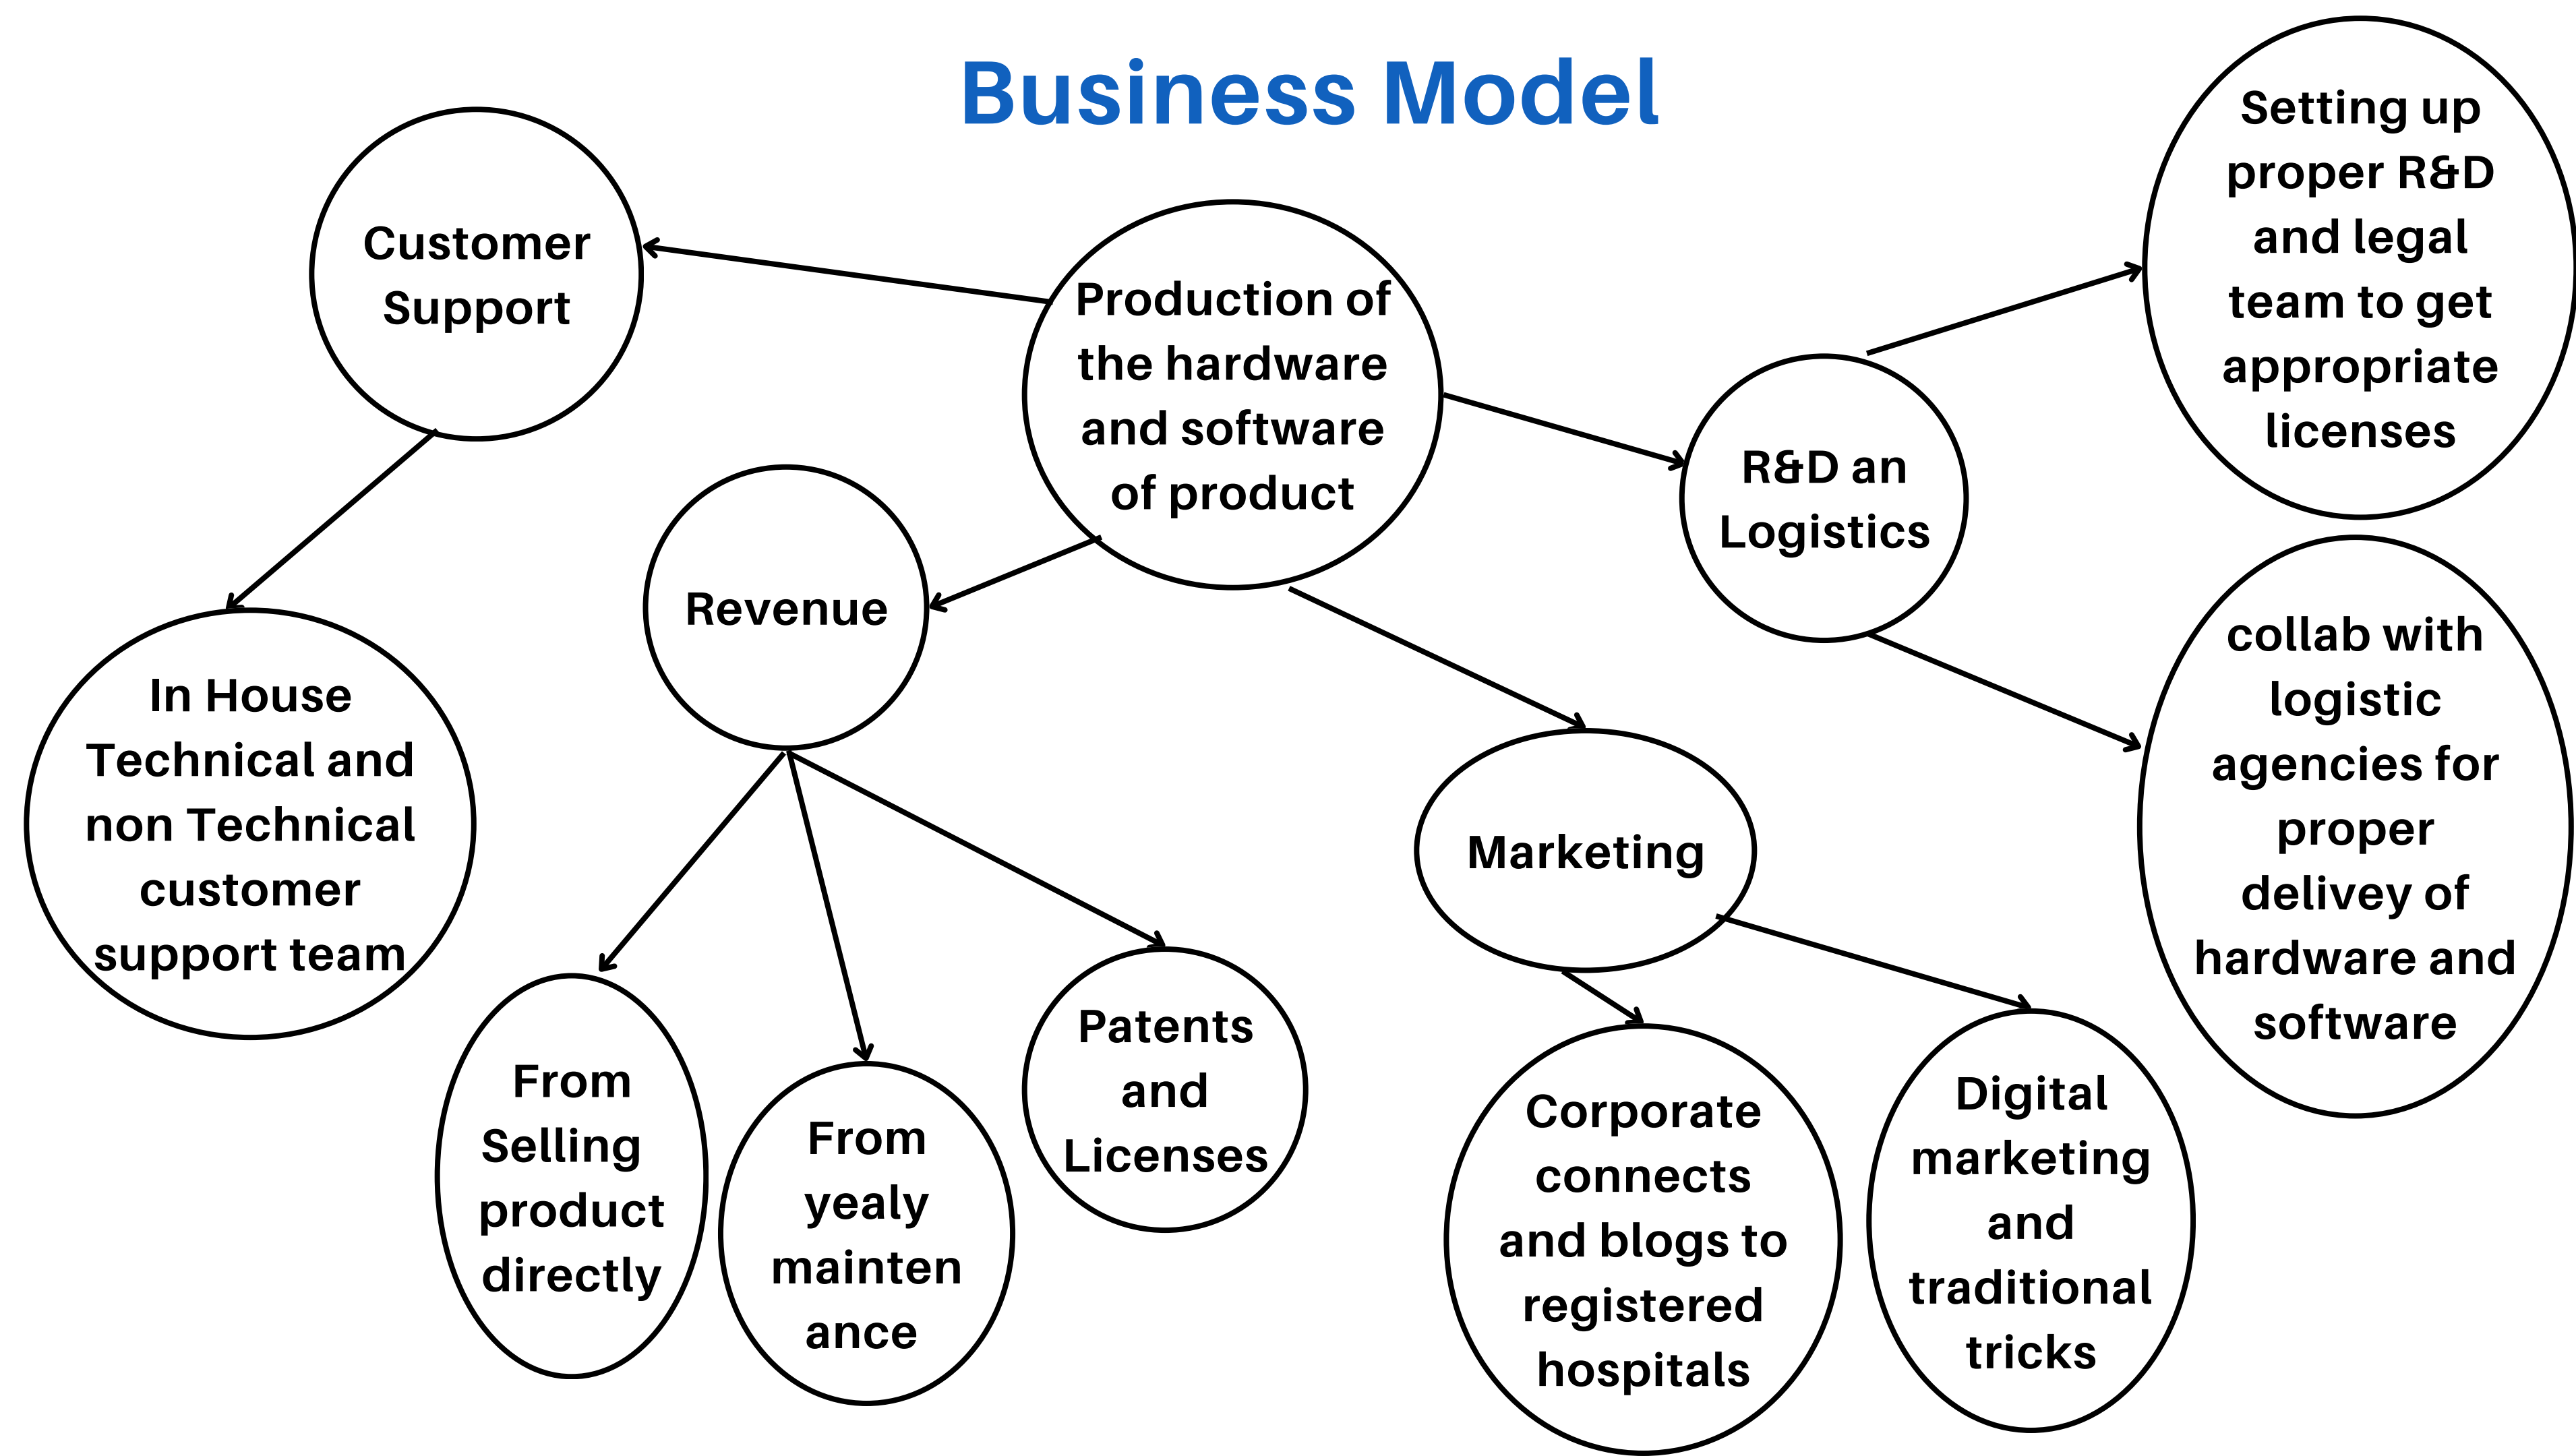 Business Model
Customer
Support
Production of
the hardware
and software
of product
Setting up
proper R&D
and legal
team to get
appropriate
licenses
R&D an
Logistics
Revenue
In House
Technical and
non Technical
customer
support team
collab with
logistic
agencies for
proper
delivey of
hardware and
software
Marketing
From
Selling
product
directly
From
yealy
mainten
ance
Patents
and
Licenses
Corporate
connects
and blogs to
registered
hospitals
Digital
marketing
and
traditional
tricks